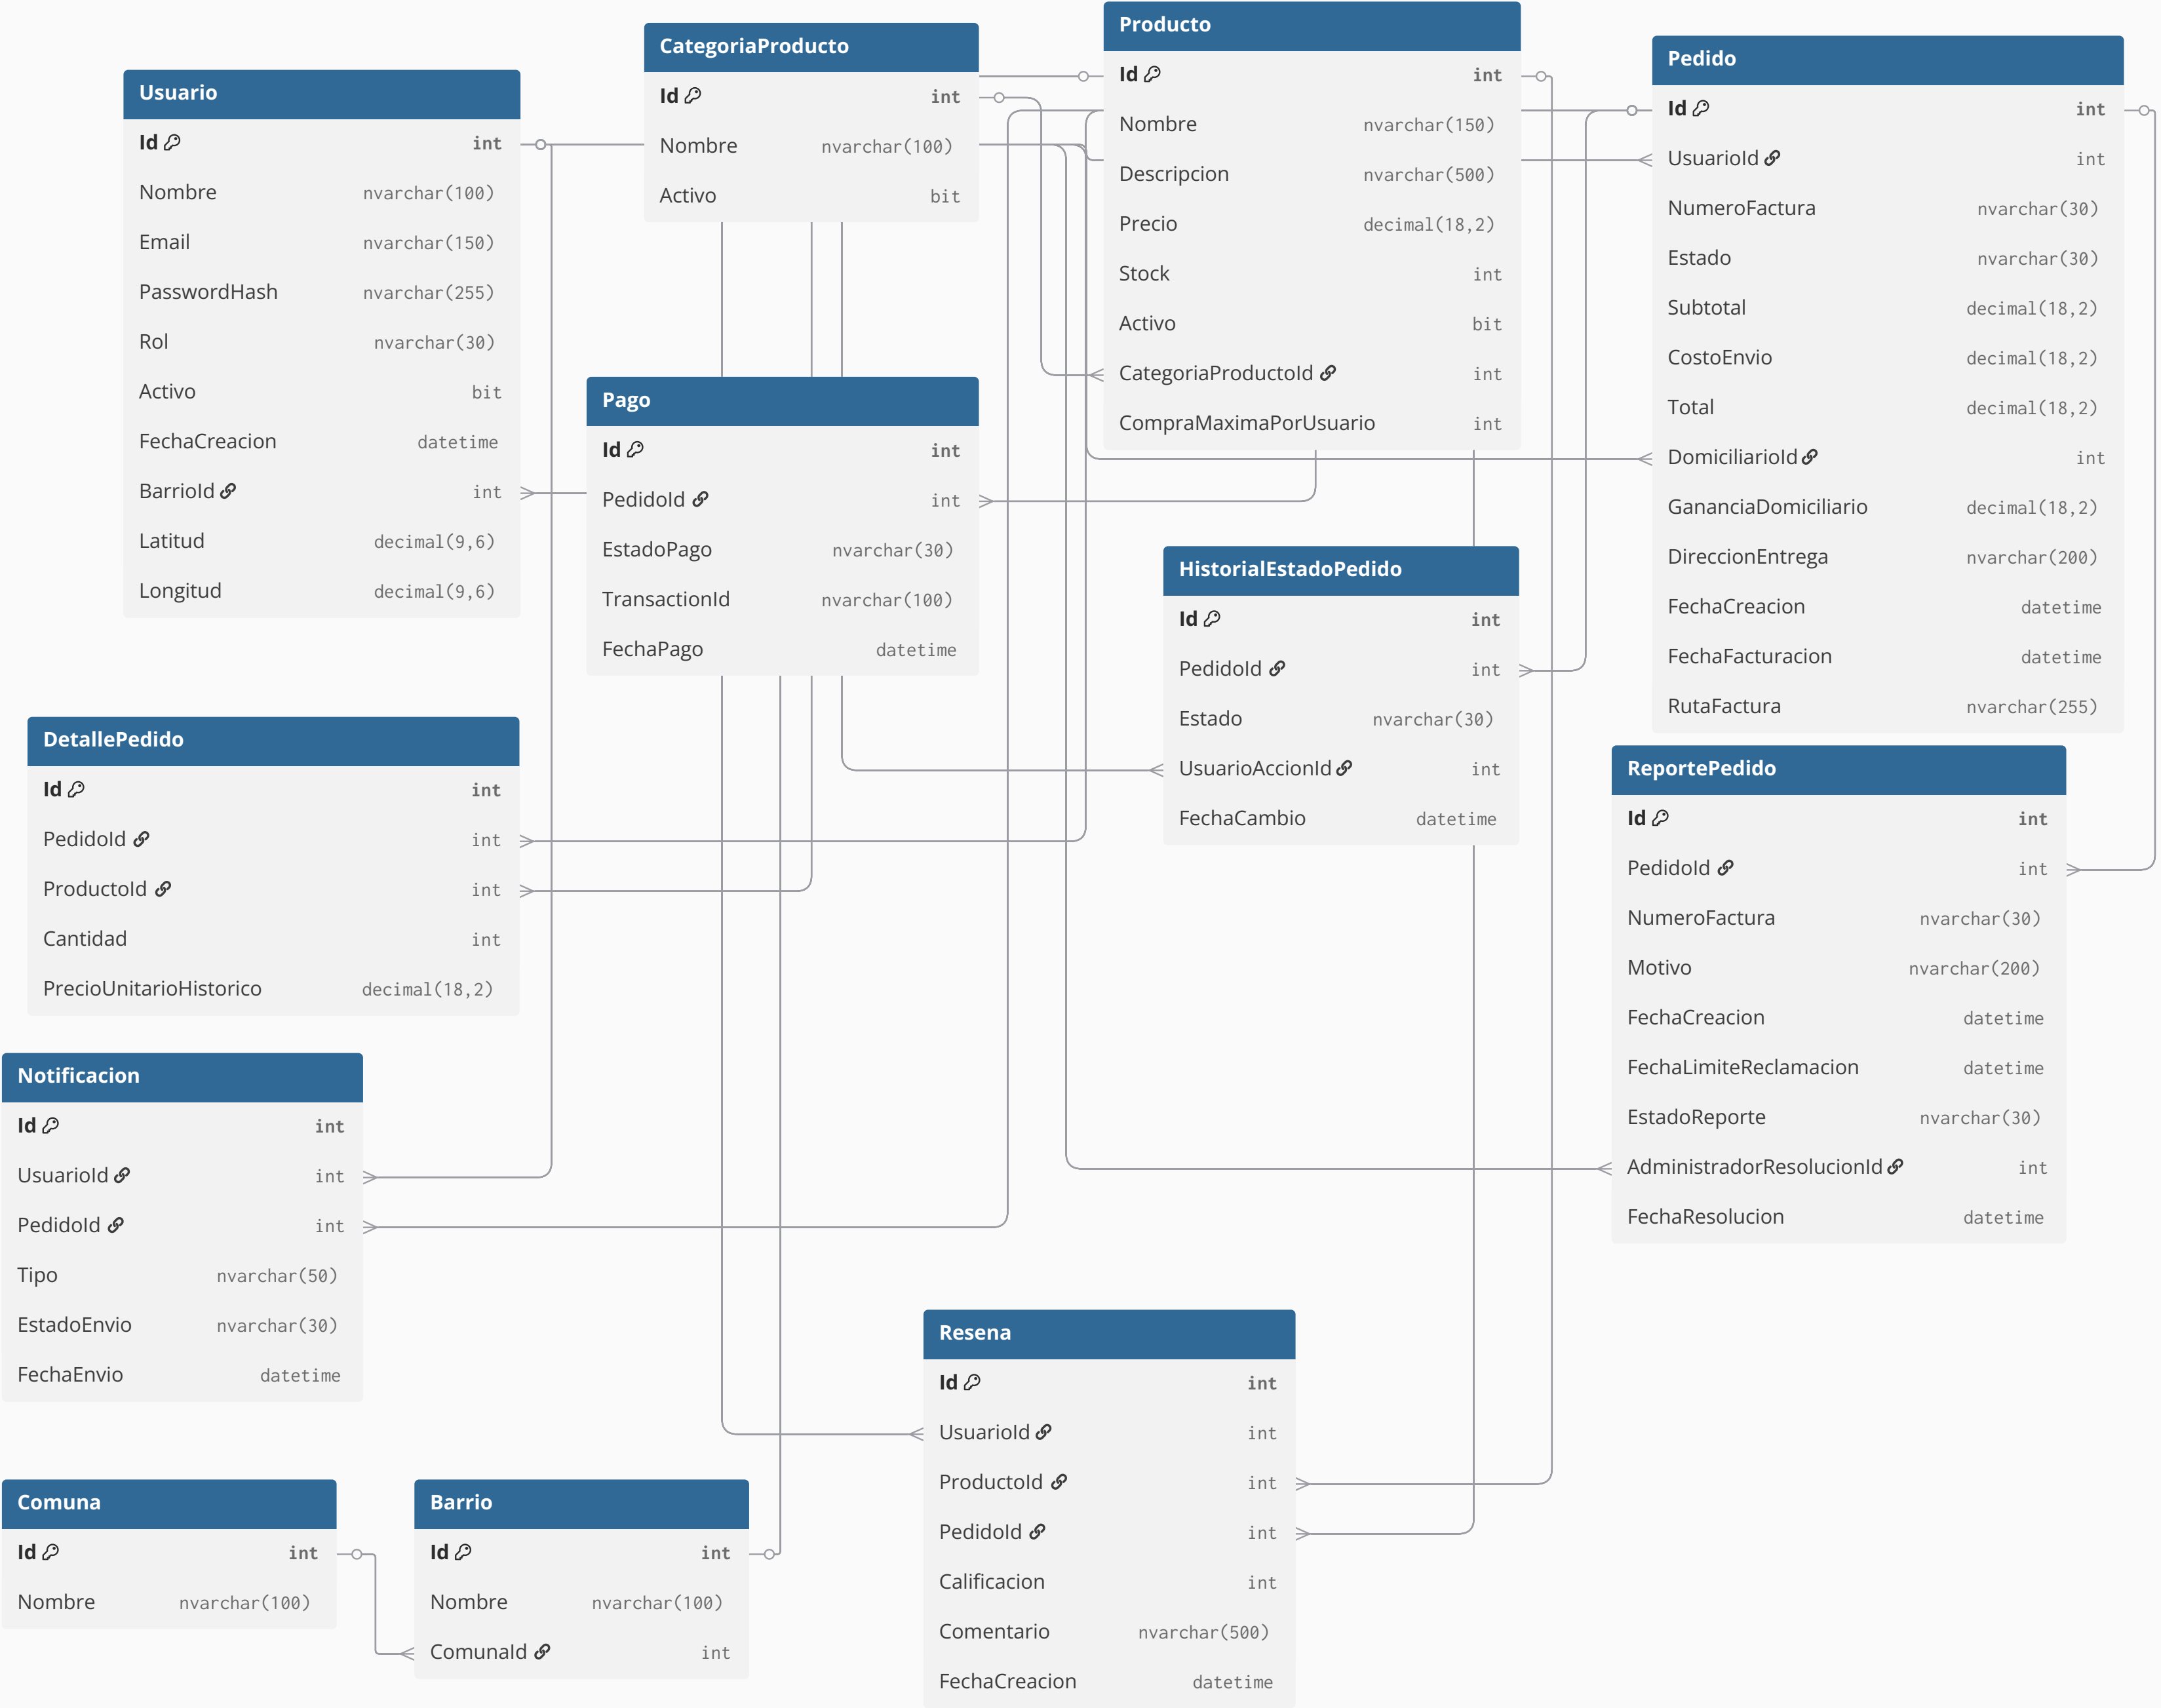 Usuario
Id int
Nombre nvarchar(100)
Email nvarchar(150)
PasswordHash nvarchar(255)
Rol nvarchar(30)
Activo bit
FechaCreacion datetime
BarrioId int
Latitud decimal(9,6)
Longitud decimal(9,6)
CategoriaProducto
Id int
Nombre nvarchar(100)
Activo bit
Producto
Id int
Nombre nvarchar(150)
Descripcion nvarchar(500)
Precio decimal(18,2)
Stock int
Activo bit
CategoriaProductoId int
CompraMaximaPorUsuario int
Pedido
Id int
UsuarioId int
NumeroFactura nvarchar(30)
Estado nvarchar(30)
Subtotal decimal(18,2)
CostoEnvio decimal(18,2)
Total decimal(18,2)
DomiciliarioId int
GananciaDomiciliario decimal(18,2)
DireccionEntrega nvarchar(200)
FechaCreacion datetime
FechaFacturacion datetime
RutaFactura nvarchar(255)
Pago
Id int
PedidoId int
EstadoPago nvarchar(30)
TransactionId nvarchar(100)
FechaPago datetime
HistorialEstadoPedido
Id int
PedidoId int
Estado nvarchar(30)
UsuarioAccionId int
FechaCambio datetime
DetallePedido
Id int
PedidoId int
ProductoId int
Cantidad int
PrecioUnitarioHistorico decimal(18,2)
ReportePedido
Id int
PedidoId int
NumeroFactura nvarchar(30)
Motivo nvarchar(200)
FechaCreacion datetime
FechaLimiteReclamacion datetime
EstadoReporte nvarchar(30)
AdministradorResolucionId int
FechaResolucion datetime
Notificacion
Id int
UsuarioId int
PedidoId int
Tipo nvarchar(50)
EstadoEnvio nvarchar(30)
FechaEnvio datetime
Resena
Id int
UsuarioId int
ProductoId int
PedidoId int
Calificacion int
Comentario nvarchar(500)
FechaCreacion datetime
Comuna
Id int
Nombre nvarchar(100)
Barrio
Id int
Nombre nvarchar(100)
ComunaId int